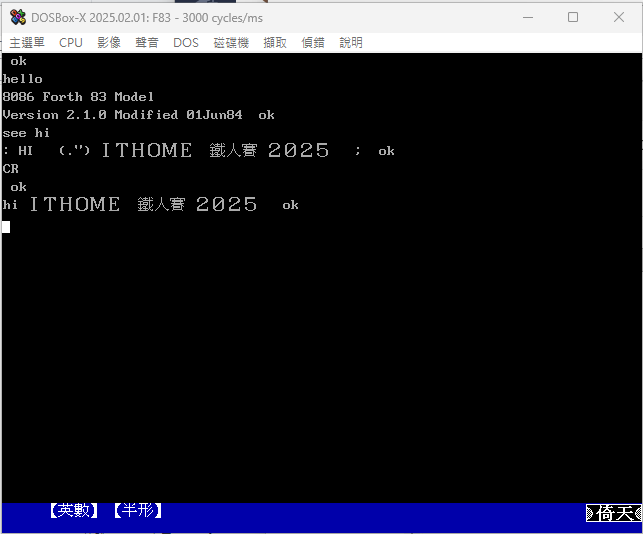 DOSBox-X 2025.02.01: F83 - 3000 cycles/ms
主選單 CPU 影像 聲音 DOS 磁碟機 擷取 偵錯 說明
ok
hello
8086 Forth 83 Model
Version 2.1.0 Modified 01Jun84 ok
see hi
: HI (.") ITHOME 鐵人賽 2025 ; ok
CR
ok
hi ITHOME 鐵人賽 2025 ok
【英數】【半形】 倚天